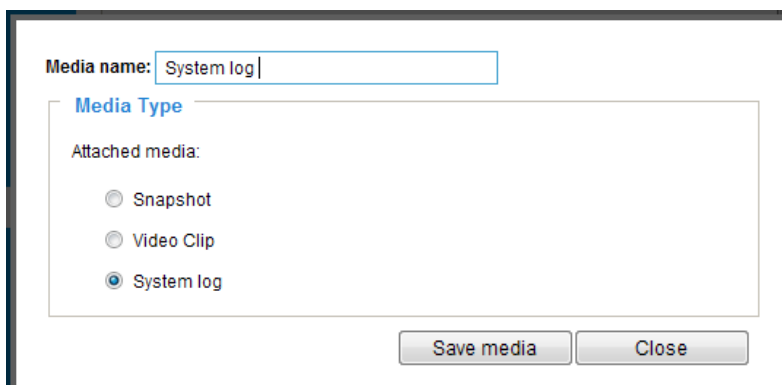 Media name: System log
Media Type
Attached media:
Snapshot
Video Clip
System log
Save media Close